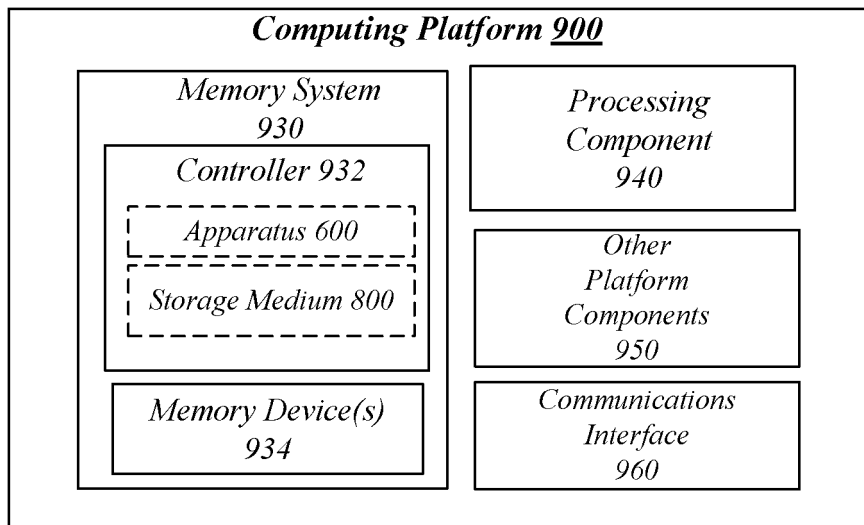 Computing Platform 900
Memory System
930
Controller 932
Apparatus 600
Storage Medium 800
Memory Device(s)
934
Processing
Component
940
Other
Platform
Components
950
Communications
Interface
960